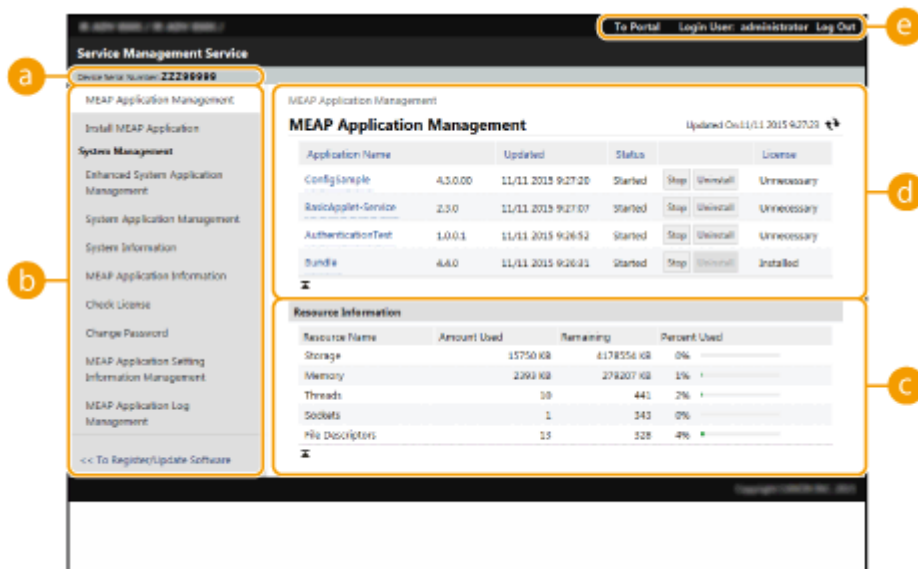 To Portal Login User: administrator Log Out
e
Service Management Service
a
Device Serial Number: ZZZ99999
MEAP Application Management
Install MEAP Application
System Management
Enhanced System Application
Management
System Application Management
System Information
b
MEAP Application Information
Check License
Change Password
MEAP Application Setting
Information Management
MEAP Application Log
Management
<< To Register/Update Software
MEAP Application Management
MEAP Application Management Updated On:11/11 2015 9:27:23
Application Name Updated Status License
ConfigSample 4.3.0.00 11/11 2015 9:27:20 Started Stop Uninstall Unnecessary
BasicApplet-Service 2.3.0 11/11 2015 9:27:07 Started Stop Uninstall Unnecessary
d
AuthenticationTest 1.0.0.1 11/11 2015 9:26:52 Started Stop Uninstall Unnecessary
Bundle 4.4.0 11/11 2015 9:26:31 Started Stop Uninstall Installed
Resource Information
Resource Name Amount Used Remaining Percent Used
Storage 15750 KB 4178554 KB 0%
Memory 2393 KB 279207 KB 1%
c
Threads 10 441 2%
Sockets 1 343 0%
File Descriptors 13 328 4%